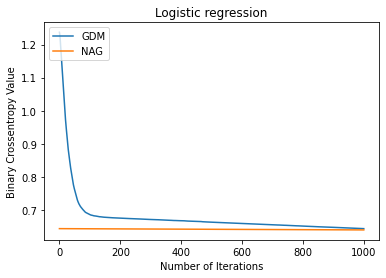 Logistic regression
GDM
NAG
Binary Crossentropy Value
1.2
1.1
1.0
0.9
0.8
0.7
0
200
400
600
800
1000
Number of Iterations